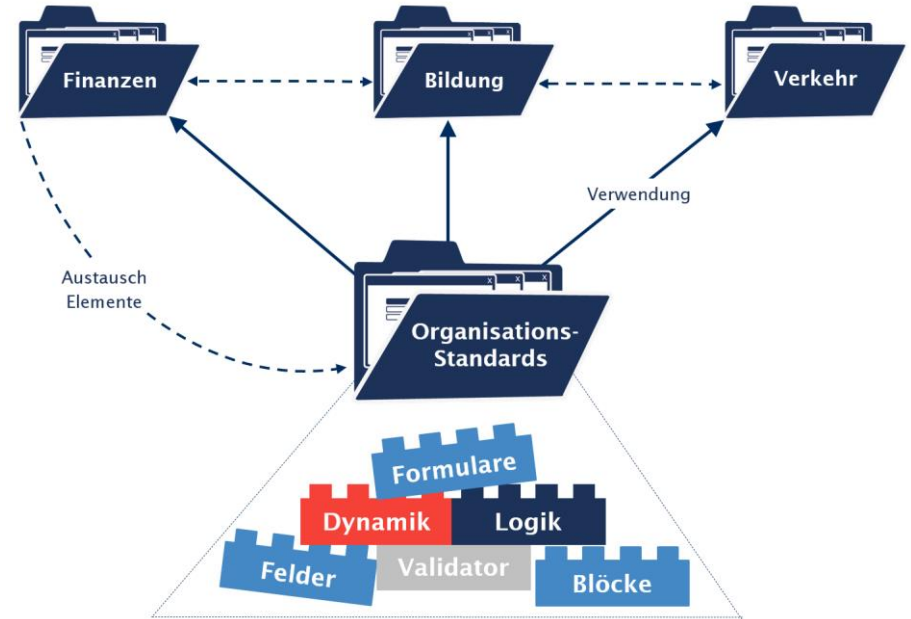 Finanzen
Bildung
Verkehr
Verwendung
Austausch
Elemente
Organisations-
Standards
Formulare
Dynamik
Logik
Felder
Validator
Blöcke